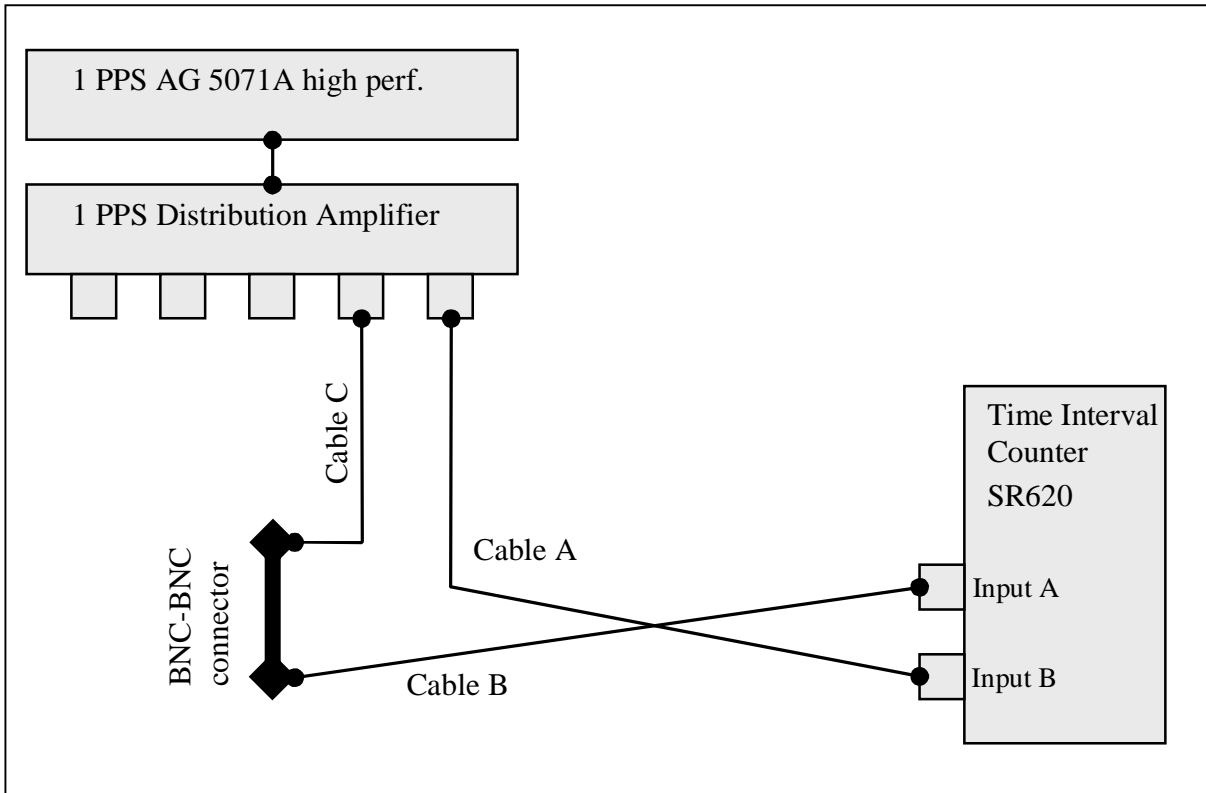 1 PPS AG 5071A high perf.
1 PPS Distribution Amplifier
Cable C
Time Interval
Counter
SR620
Cable A
BNC-BNC
connector
Input A
Cable B
Input B